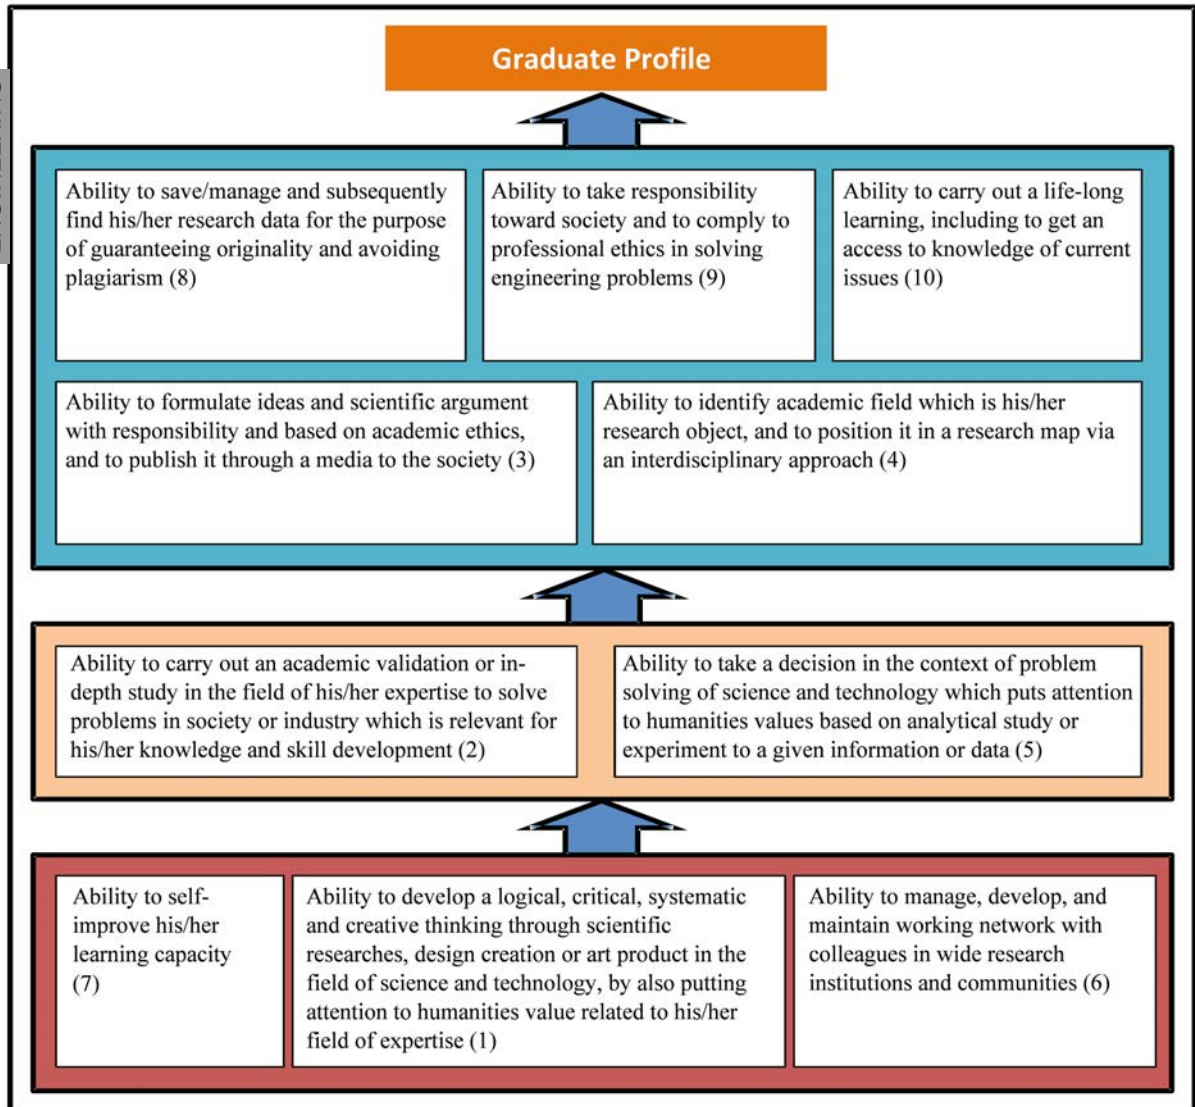 Graduate Profile
Ability to save/manage and subsequently
find his/her research data for the purpose
of guaranteeing originality and avoiding
plagiarism (8)
Ability to take responsibility
toward society and to comply to
professional ethics in solving
engineering problems (9)
Ability to carry out a life-long
learning, including to get an
access to knowledge of current
issues (10)
Ability to formulate ideas and scientific argument
with responsibility and based on academic ethics,
and to publish it through a media to the society (3)
Ability to identify academic field which is his/her
research object, and to position it in a research map via
an interdisciplinary approach (4)
Ability to carry out an academic validation or in-
depth study in the field of his/her expertise to solve
problems in society or industry which is relevant for
his/her knowledge and skill development (2)
Ability to take a decision in the context of problem
solving of science and technology which puts attention
to humanities values based on analytical study or
experiment to a given information or data (5)
Ability to self-
improve his/her
learning capacity
(7)
Ability to develop a logical, critical, systematic
and creative thinking through scientific
researches, design creation or art product in the
field of science and technology, by also putting
attention to humanities value related to his/her
field of expertise (1)
Ability to manage, develop, and
maintain working network with
colleagues in wide research
institutions and communities (6)